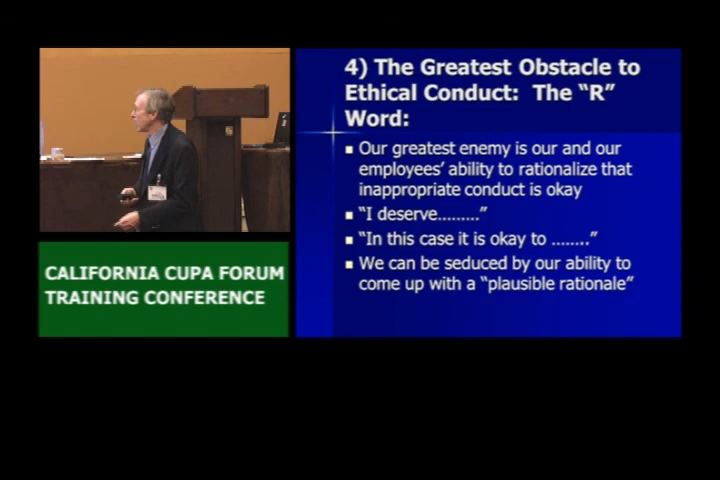 4) The Greatest Obstacle to
Ethical Conduct:  The “R”
Word:
Our greatest enemy is our and our
employees’ ability to rationalize that
inappropriate conduct is okay
“I deserve.........”
“In this case it is okay to ........”
We can be seduced by our ability to
come up with a “plausible rationale”
CALIFORNIA CUPA FORUM
TRAINING CONFERENCE